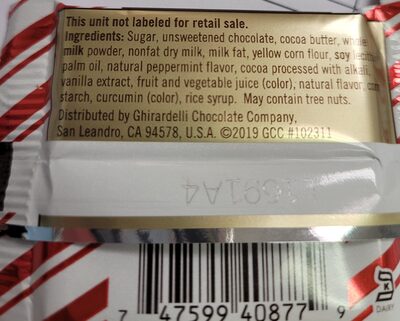 This unit not labeled for retail sale.
Ingredients: Sugar, unsweetened chocolate, cocoa butter, whole
milk powder, nonfat dry milk, milk fat, yellow corn flour, soy lecithin
palm oil, natural peppermint flavor, cocoa processed with alkali,
vanilla extract, fruit and vegetable juice (color), natural flavor, corn
starch, curcumin (color), rice syrup. May contain tree nuts.
Distributed by Ghirardelli Chocolate Company,
San Leandro, CA 94578, U.S.A. ©2019 GCC #102311
L1691A4
7 47599 40877 9
K
DAIRY